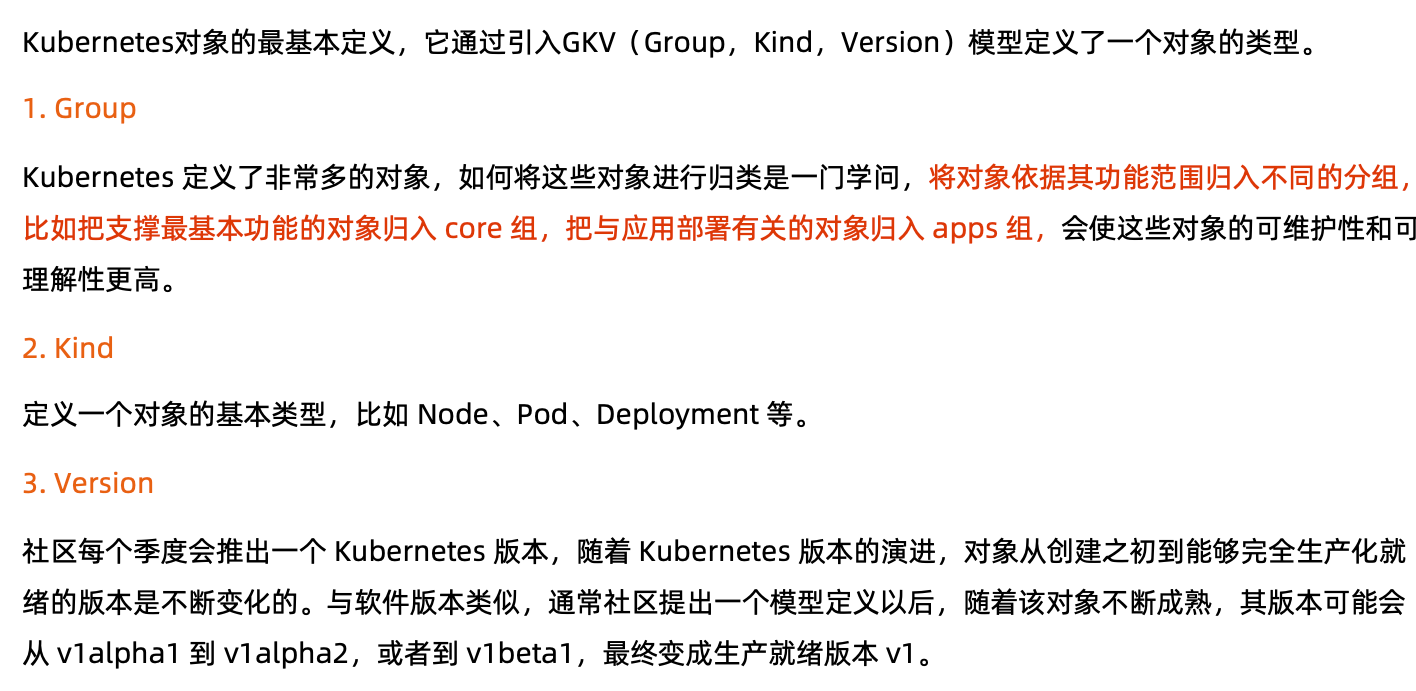 Kubernetes对象的最基本定义，它通过引入GKV（Group，Kind，Version）模型定义了一个对象的类型。
1. Group
Kubernetes 定义了非常多的对象，如何将这些对象进行归类是一门学问，将对象依据其功能范围归入不同的分组，
比如把支撑最基本功能的对象归入 core 组，把与应用部署有关的对象归入 apps 组，会使这些对象的可维护性和可
理解性更高。
2. Kind
定义一个对象的基本类型，比如 Node、Pod、Deployment 等。
3. Version
社区每个季度会推出一个 Kubernetes 版本，随着 Kubernetes 版本的演进，对象从创建之初到能够完全生产化就
绪的版本是不断变化的。与软件版本类似，通常社区提出一个模型定义以后，随着该对象不断成熟，其版本可能会
从 v1alpha1 到 v1alpha2，或者到 v1beta1，最终变成生产就绪版本 v1。